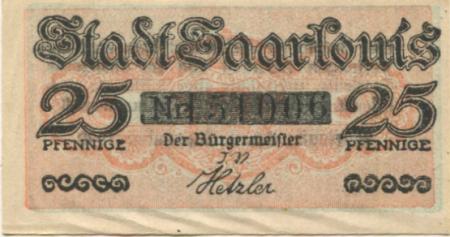 Stadt Saarlouis
25 Nr. 51006 25
PFENNIGE Der Bürgermeister PFENNIGE
J.V.
Hetzler